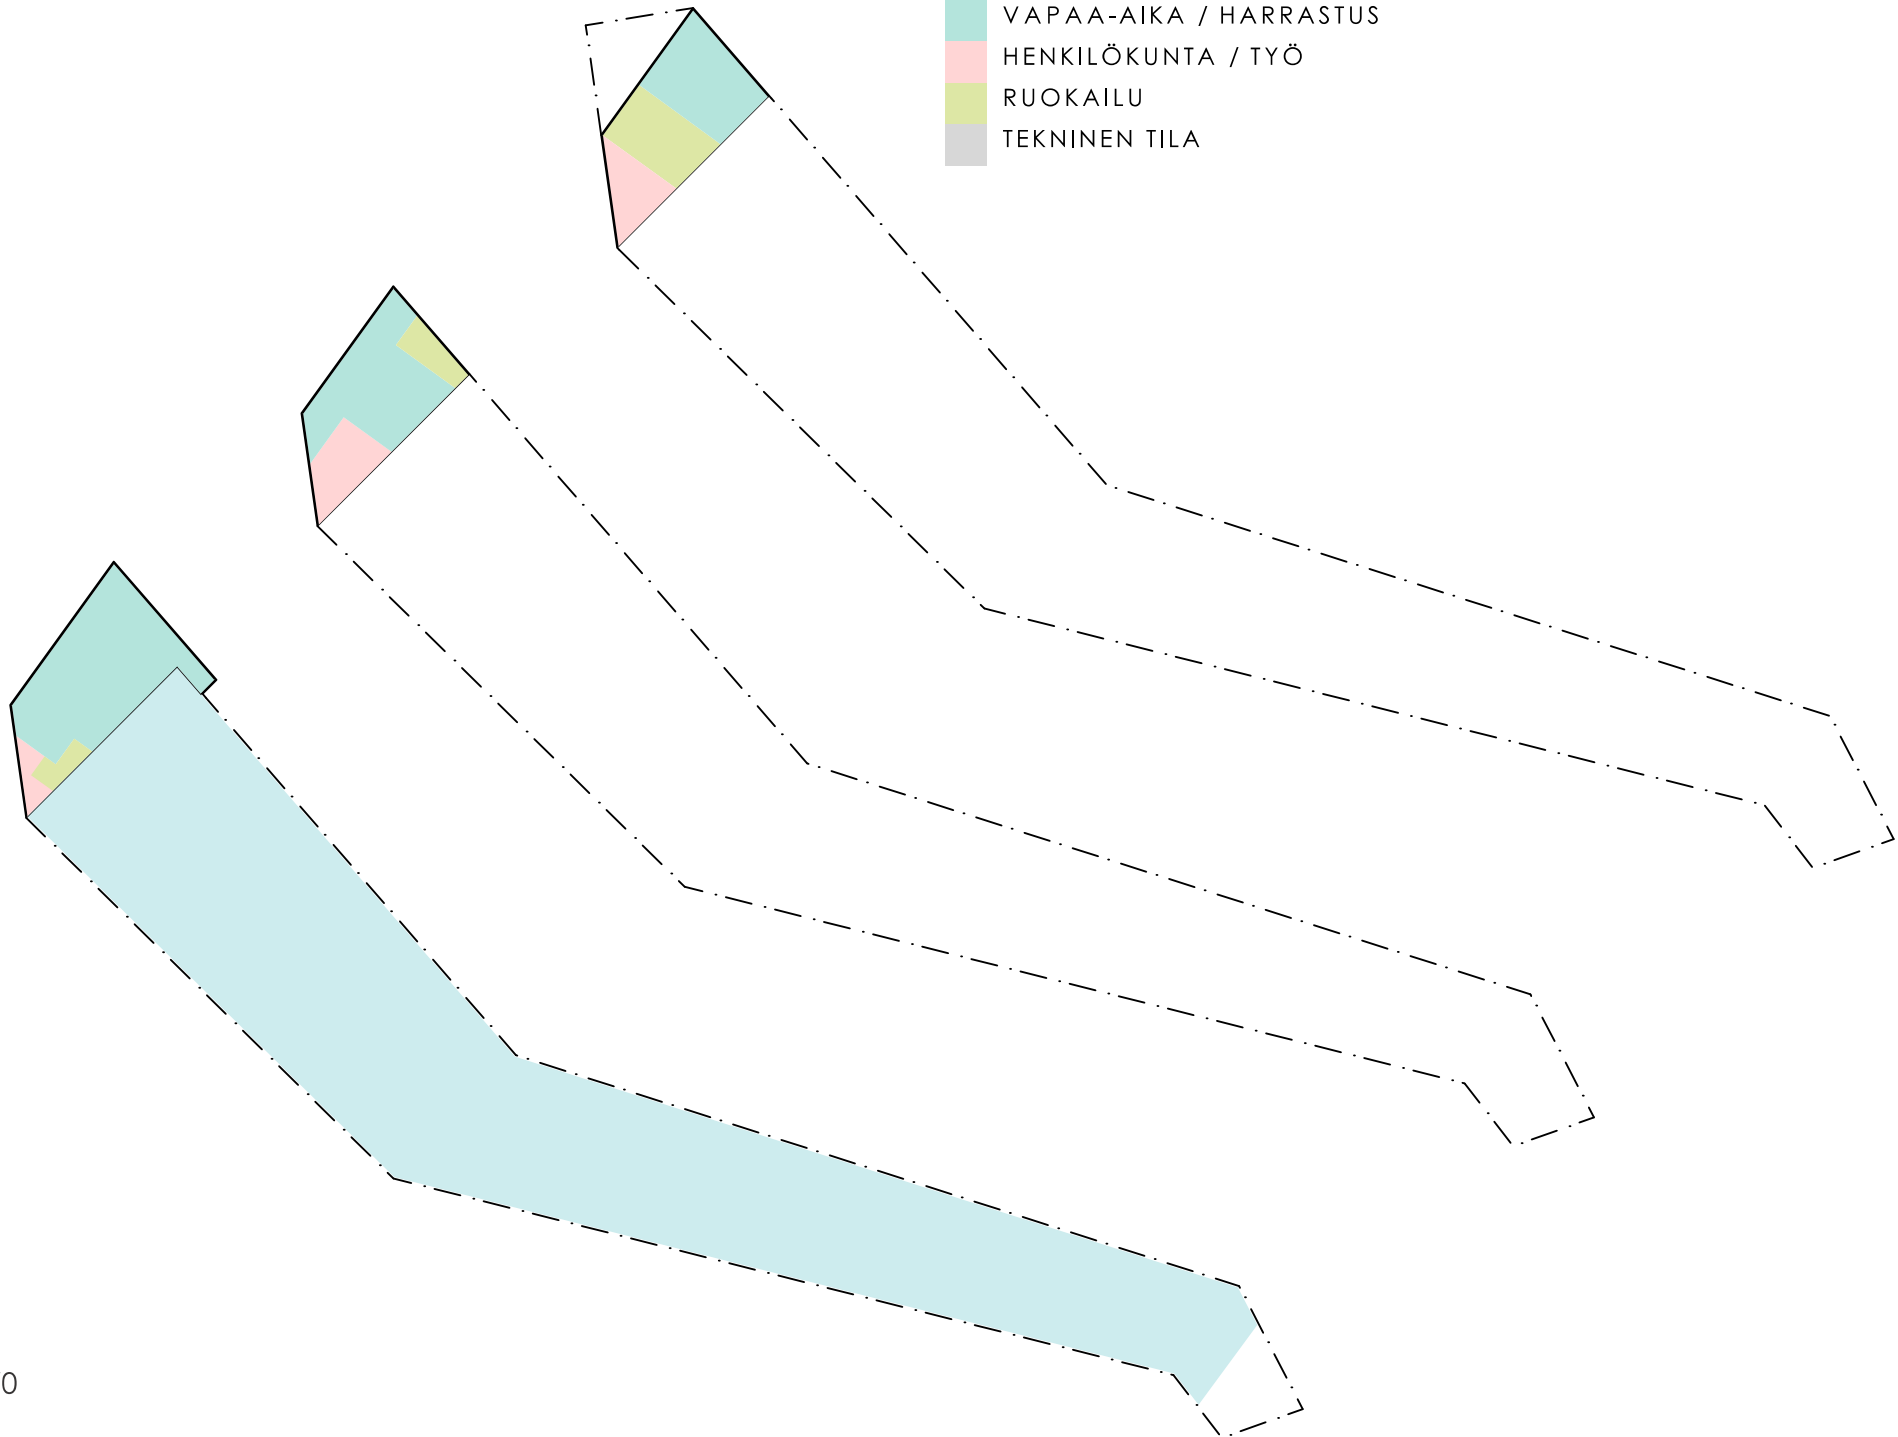 VAPAA-AIKA / HARRASTUS
HENKILÖKUNTA / TYÖ
RUOKAILU
TEKNINEN TILA
0